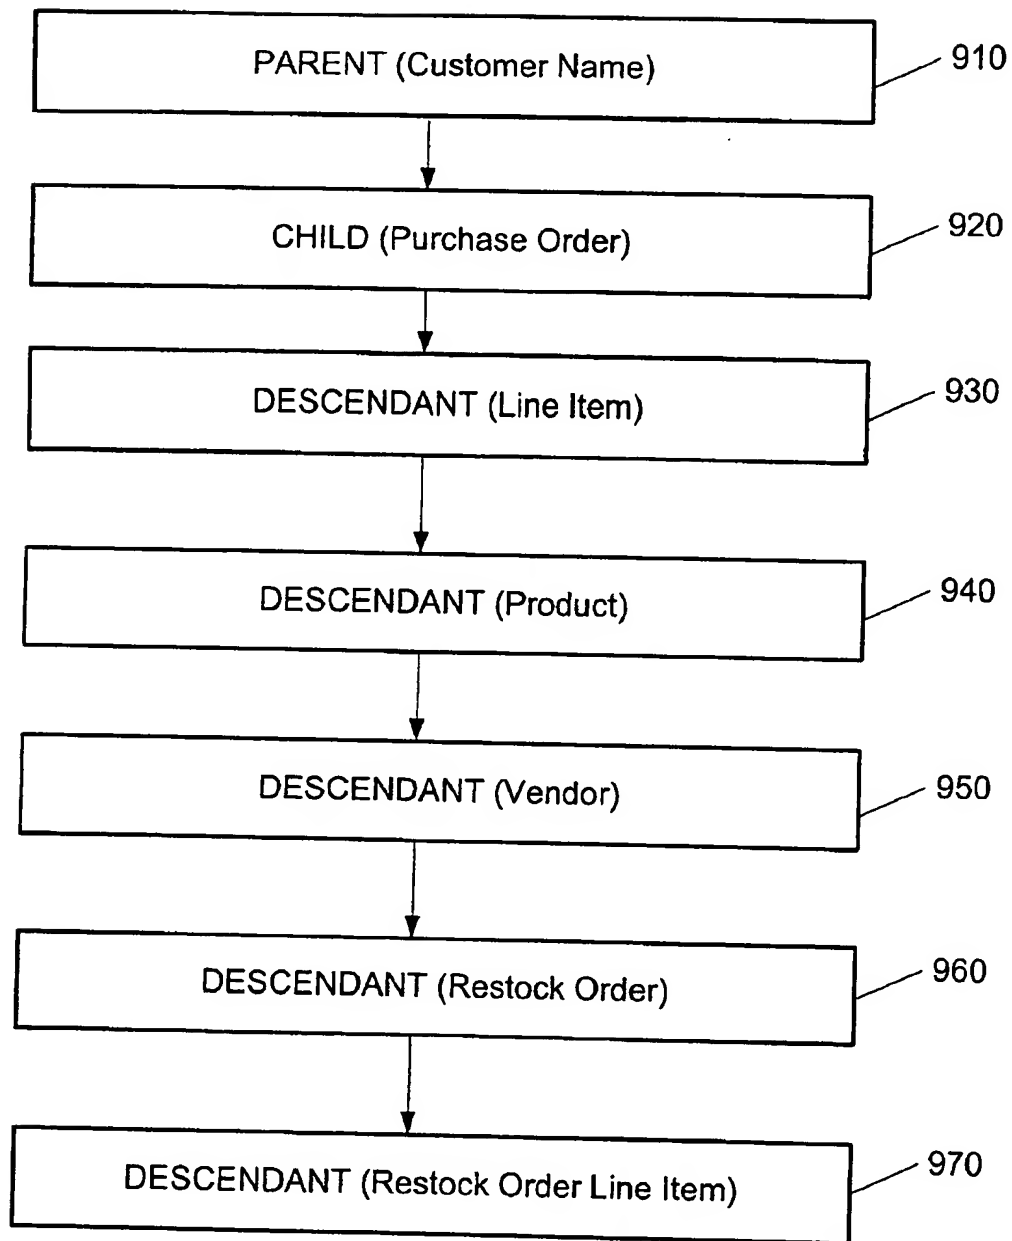 PARENT (Customer Name)
910
CHILD (Purchase Order)
920
DESCENDANT (Line Item)
930
DESCENDANT (Product)
940
DESCENDANT (Vendor)
950
DESCENDANT (Restock Order)
960
DESCENDANT (Restock Order Line Item)
970